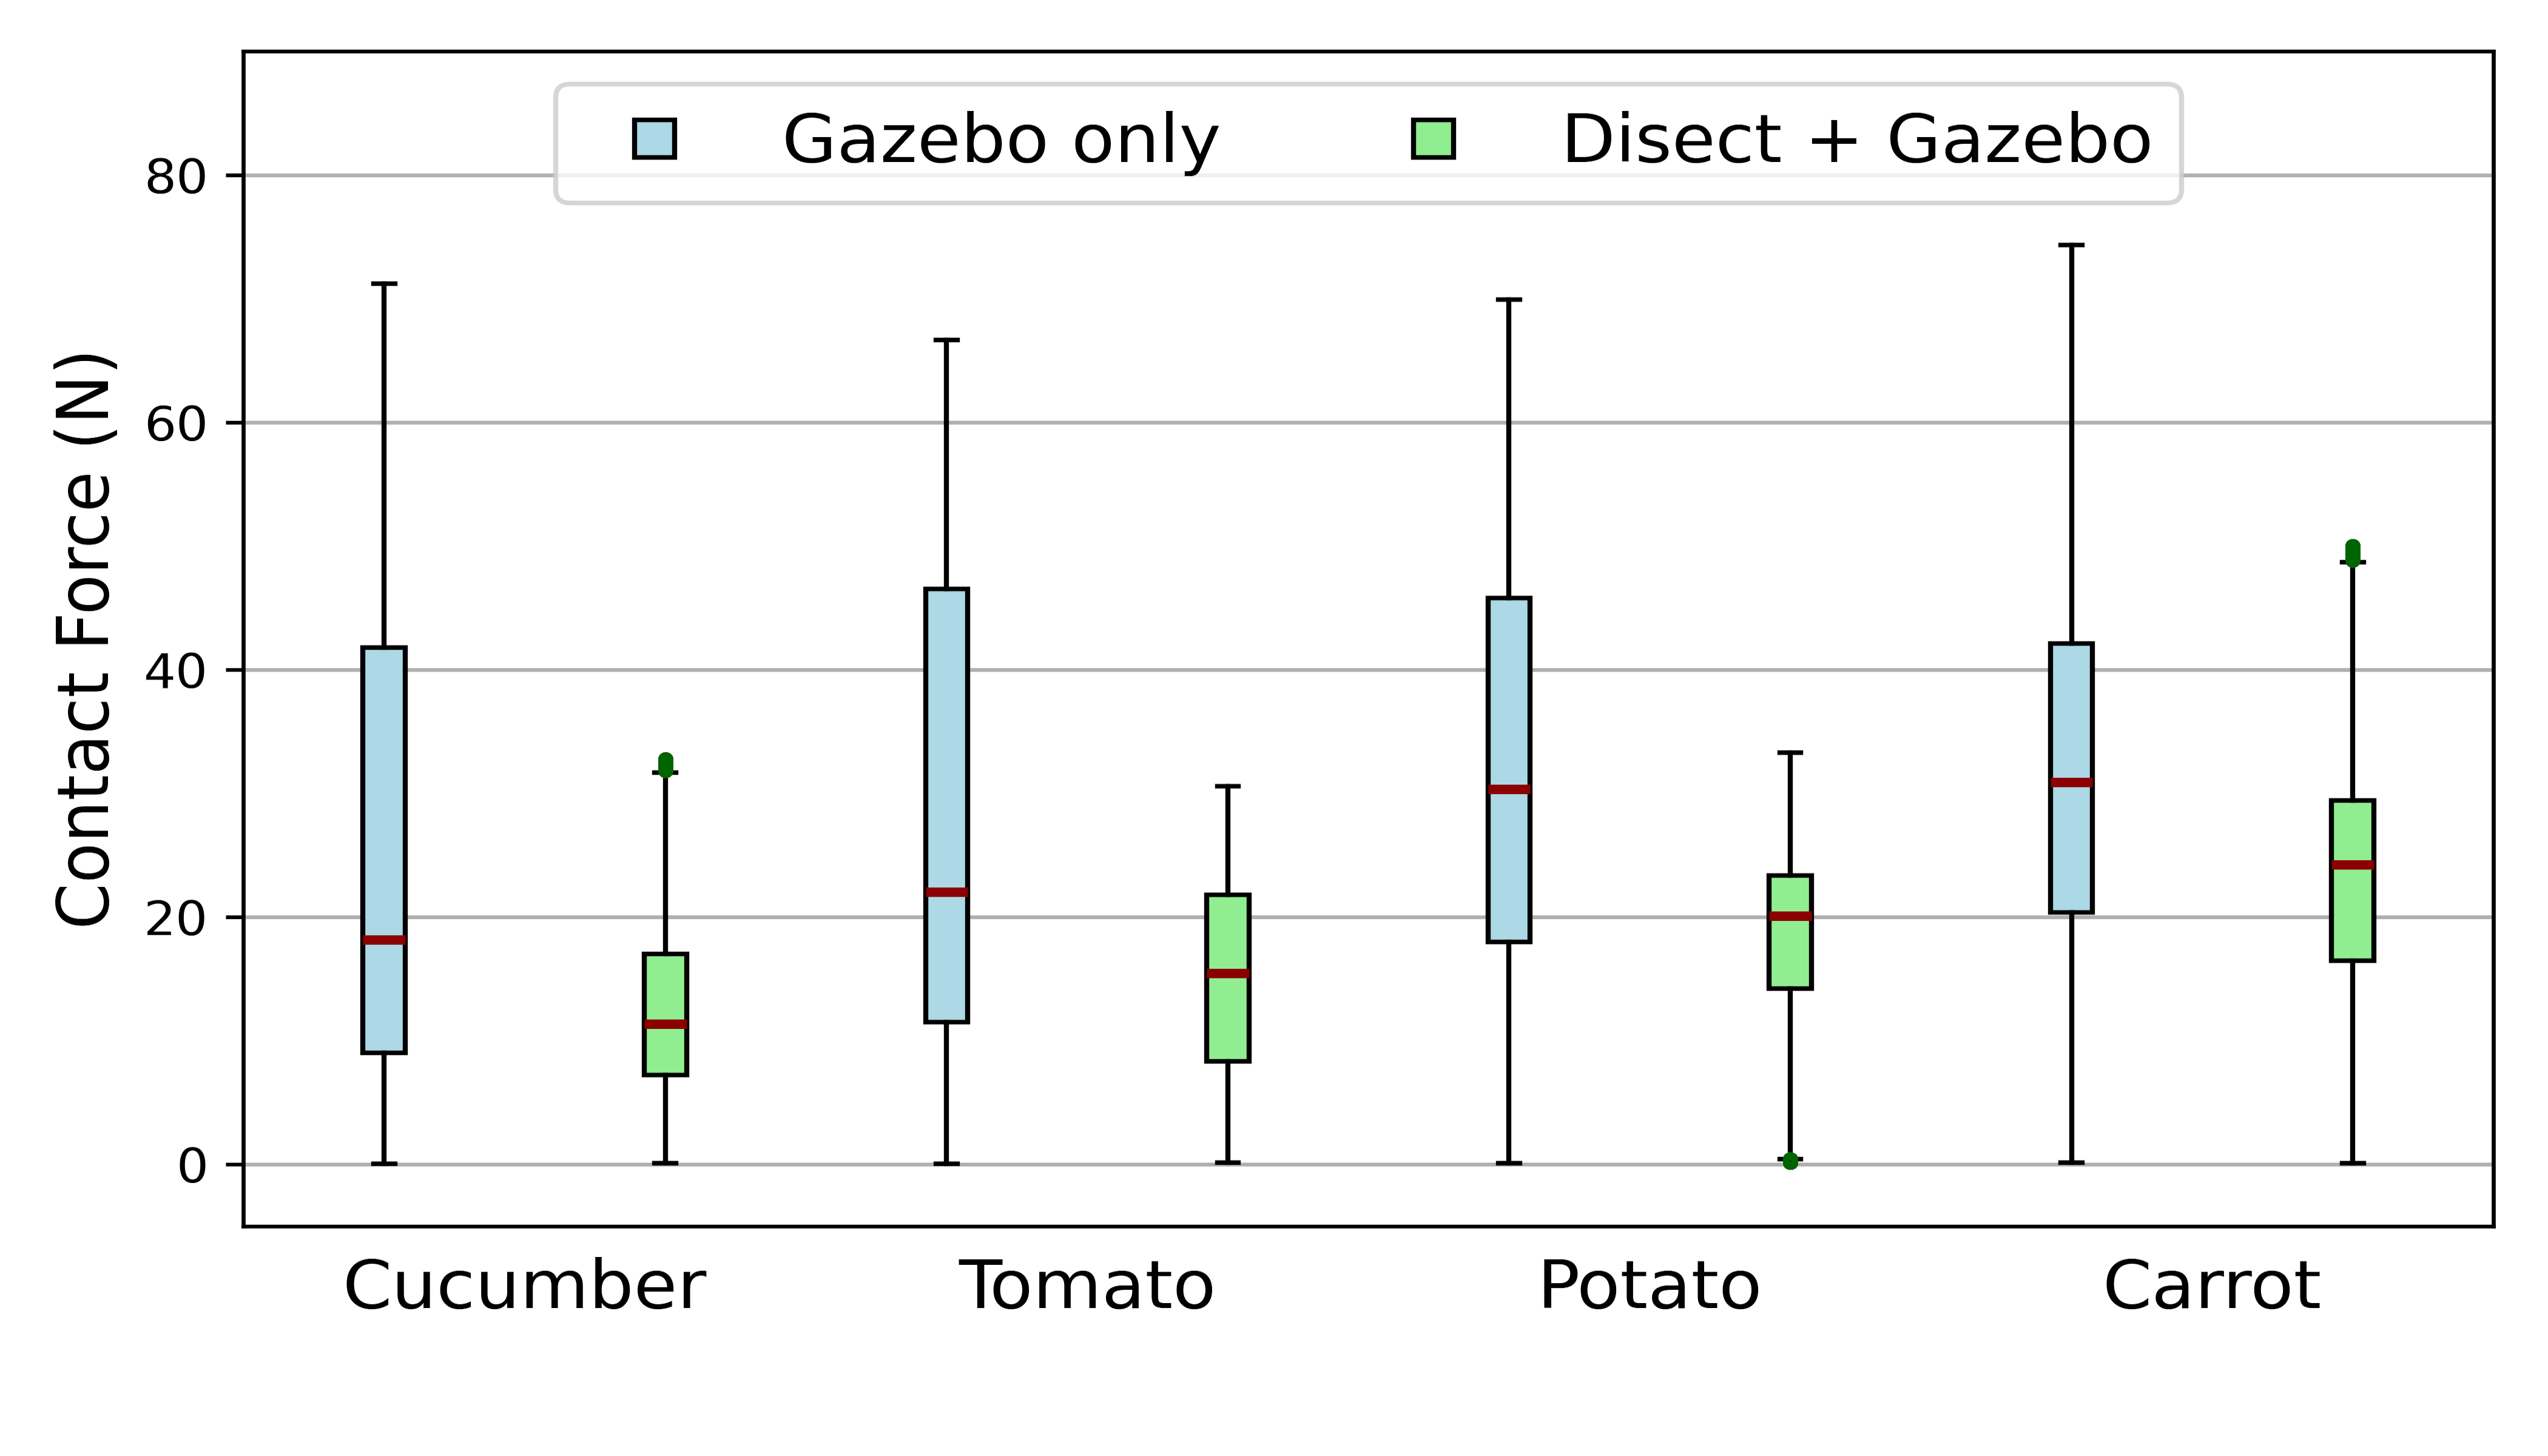 Gazebo only
Disect + Gazebo
Contact Force (N)
80
60
40
20
0
Cucumber
Tomato
Potato
Carrot